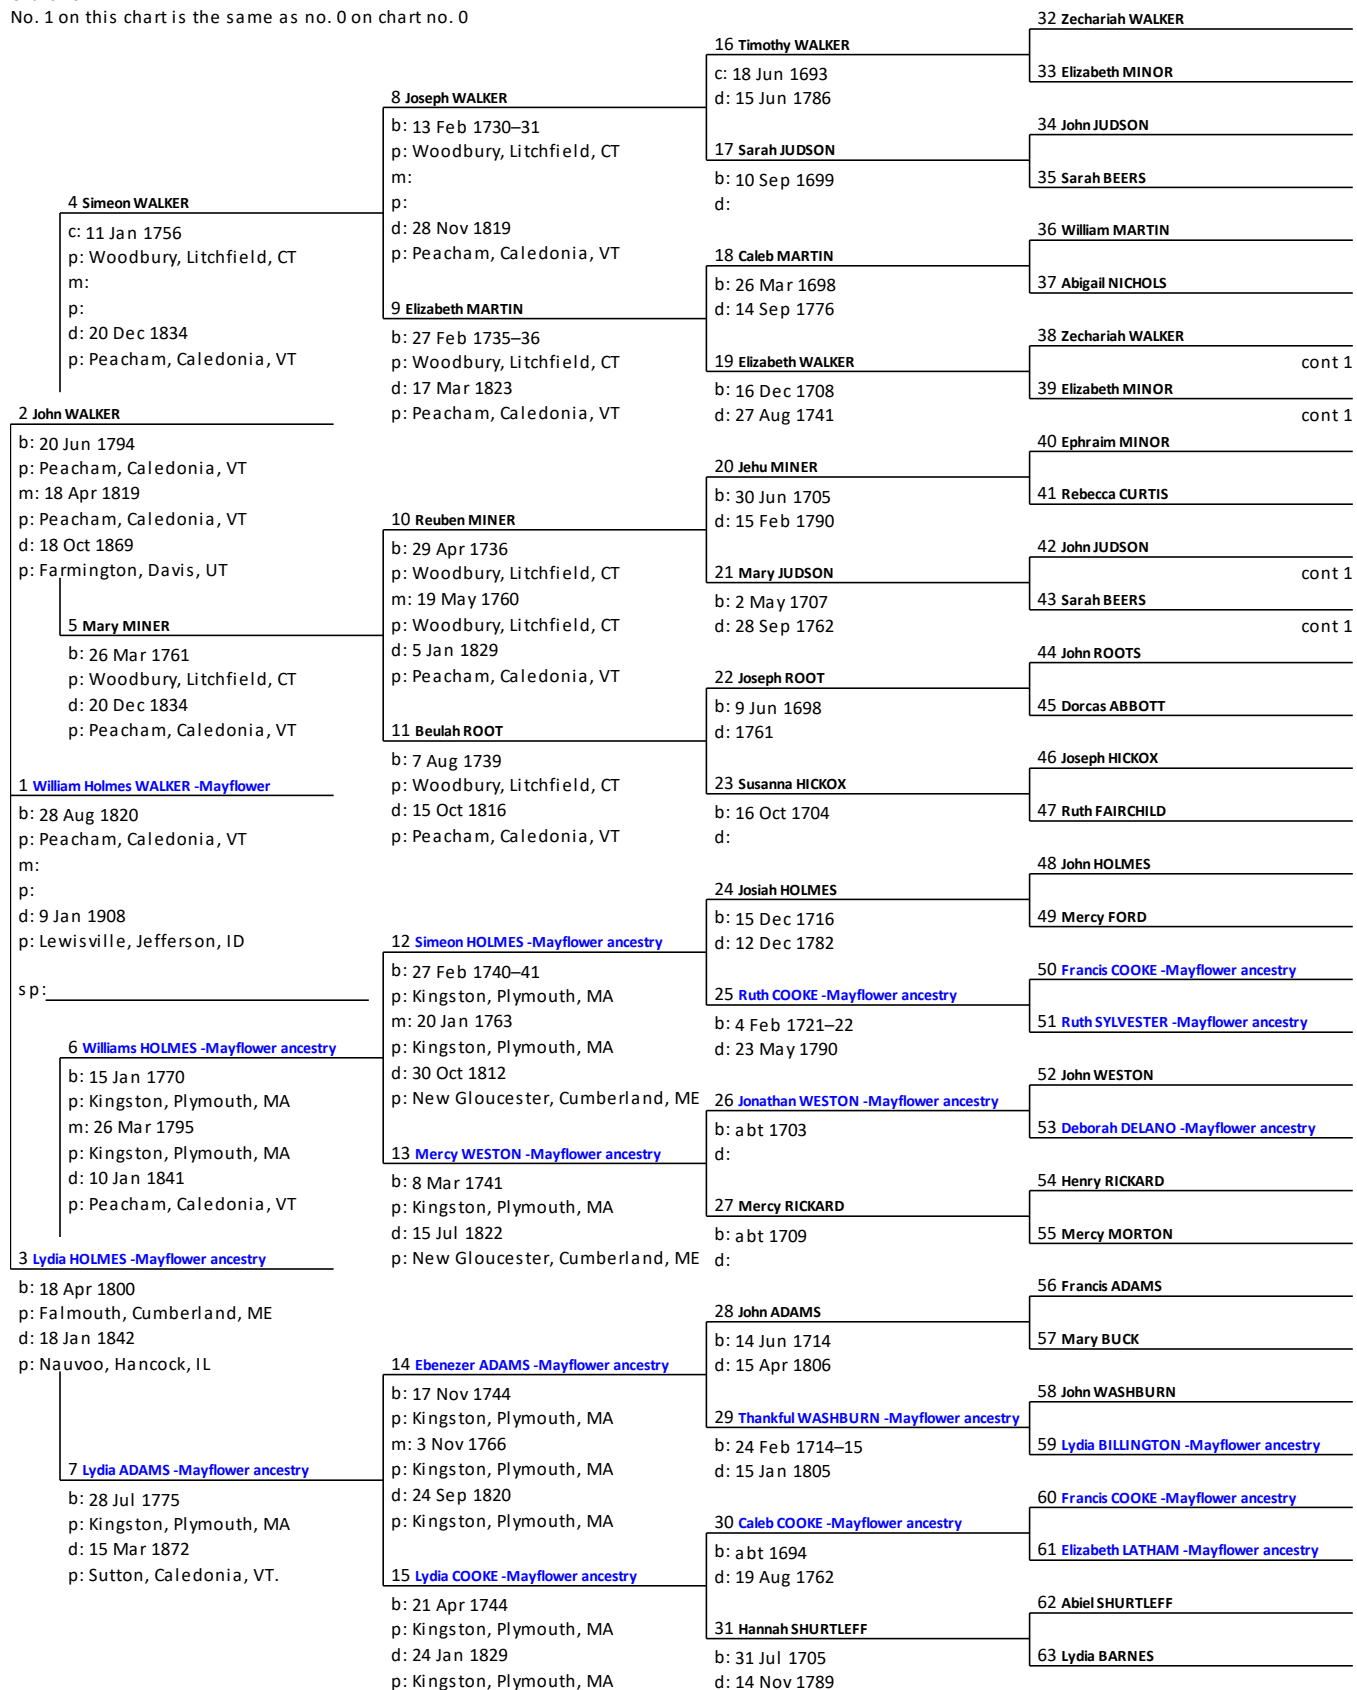 No. 1 on this chart is the same as no. 0 on chart no. 0
32 Zechariah WALKER
16 Timothy WALKER
c: 18 Jun 1693
d: 15 Jun 1786
33 Elizabeth MINOR
8 Joseph WALKER
b: 13 Feb 1730–31
p: Woodbury, Litchfield, CT
m:
p:
d: 28 Nov 1819
p: Peacham, Caledonia, VT
34 John JUDSON
17 Sarah JUDSON
b: 10 Sep 1699
d:
35 Sarah BEERS
4 Simeon WALKER
c: 11 Jan 1756
p: Woodbury, Litchfield, CT
m:
p:
d: 20 Dec 1834
p: Peacham, Caledonia, VT
36 William MARTIN
18 Caleb MARTIN
b: 26 Mar 1698
d: 14 Sep 1776
37 Abigail NICHOLS
9 Elizabeth MARTIN
b: 27 Feb 1735–36
p: Woodbury, Litchfield, CT
d: 17 Mar 1823
p: Peacham, Caledonia, VT
38 Zechariah WALKER
cont 1
19 Elizabeth WALKER
b: 16 Dec 1708
d: 27 Aug 1741
39 Elizabeth MINOR
cont 1
2 John WALKER
b: 20 Jun 1794
p: Peacham, Caledonia, VT
m: 18 Apr 1819
p: Peacham, Caledonia, VT
d: 18 Oct 1869
p: Farmington, Davis, UT
40 Ephraim MINOR
20 Jehu MINER
b: 30 Jun 1705
d: 15 Feb 1790
41 Rebecca CURTIS
10 Reuben MINER
b: 29 Apr 1736
p: Woodbury, Litchfield, CT
m: 19 May 1760
p: Woodbury, Litchfield, CT
d: 5 Jan 1829
p: Peacham, Caledonia, VT
42 John JUDSON
cont 1
21 Mary JUDSON
b: 2 May 1707
d: 28 Sep 1762
43 Sarah BEERS
cont 1
5 Mary MINER
b: 26 Mar 1761
p: Woodbury, Litchfield, CT
d: 20 Dec 1834
p: Peacham, Caledonia, VT
44 John ROOTS
22 Joseph ROOT
b: 9 Jun 1698
d: 1761
45 Dorcas ABBOTT
11 Beulah ROOT
b: 7 Aug 1739
p: Woodbury, Litchfield, CT
d: 15 Oct 1816
p: Peacham, Caledonia, VT
46 Joseph HICKOX
23 Susanna HICKOX
b: 16 Oct 1704
d:
47 Ruth FAIRCHILD
1 William Holmes WALKER -Mayflower
b: 28 Aug 1820
p: Peacham, Caledonia, VT
m:
p:
d: 9 Jan 1908
p: Lewisville, Jefferson, ID
sp:
48 John HOLMES
24 Josiah HOLMES
b: 15 Dec 1716
d: 12 Dec 1782
49 Mercy FORD
12 Simeon HOLMES -Mayflower ancestry
b: 27 Feb 1740–41
p: Kingston, Plymouth, MA
m: 20 Jan 1763
p: Kingston, Plymouth, MA
d: 30 Oct 1812
p: New Gloucester, Cumberland, ME
50 Francis COOKE -Mayflower ancestry
25 Ruth COOKE -Mayflower ancestry
b: 4 Feb 1721–22
d: 23 May 1790
51 Ruth SYLVESTER -Mayflower ancestry
6 Williams HOLMES -Mayflower ancestry
b: 15 Jan 1770
p: Kingston, Plymouth, MA
m: 26 Mar 1795
p: Kingston, Plymouth, MA
d: 10 Jan 1841
p: Peacham, Caledonia, VT
52 John WESTON
26 Jonathan WESTON -Mayflower ancestry
b: abt 1703
d:
53 Deborah DELANO -Mayflower ancestry
13 Mercy WESTON -Mayflower ancestry
b: 8 Mar 1741
p: Kingston, Plymouth, MA
d: 15 Jul 1822
p: New Gloucester, Cumberland, ME
54 Henry RICKARD
27 Mercy RICKARD
b: abt 1709
d:
55 Mercy MORTON
3 Lydia HOLMES -Mayflower ancestry
b: 18 Apr 1800
p: Falmouth, Cumberland, ME
d: 18 Jan 1842
p: Nauvoo, Hancock, IL
56 Francis ADAMS
28 John ADAMS
b: 14 Jun 1714
d: 15 Apr 1806
57 Mary BUCK
14 Ebenezer ADAMS -Mayflower ancestry
b: 17 Nov 1744
p: Kingston, Plymouth, MA
m: 3 Nov 1766
p: Kingston, Plymouth, MA
d: 24 Sep 1820
p: Kingston, Plymouth, MA
58 John WASHBURN
29 Thankful WASHBURN -Mayflower ancestry
b: 24 Feb 1714–15
d: 15 Jan 1805
59 Lydia BILLINGTON -Mayflower ancestry
7 Lydia ADAMS -Mayflower ancestry
b: 28 Jul 1775
p: Kingston, Plymouth, MA
d: 15 Mar 1872
p: Sutton, Caledonia, VT.
60 Francis COOKE -Mayflower ancestry
30 Caleb COOKE -Mayflower ancestry
b: abt 1694
d: 19 Aug 1762
61 Elizabeth LATHAM -Mayflower ancestry
15 Lydia COOKE -Mayflower ancestry
b: 21 Apr 1744
p: Kingston, Plymouth, MA
d: 24 Jan 1829
p: Kingston, Plymouth, MA
62 Abiel SHURTLEFF
31 Hannah SHURTLEFF
b: 31 Jul 1705
d: 14 Nov 1789
63 Lydia BARNES